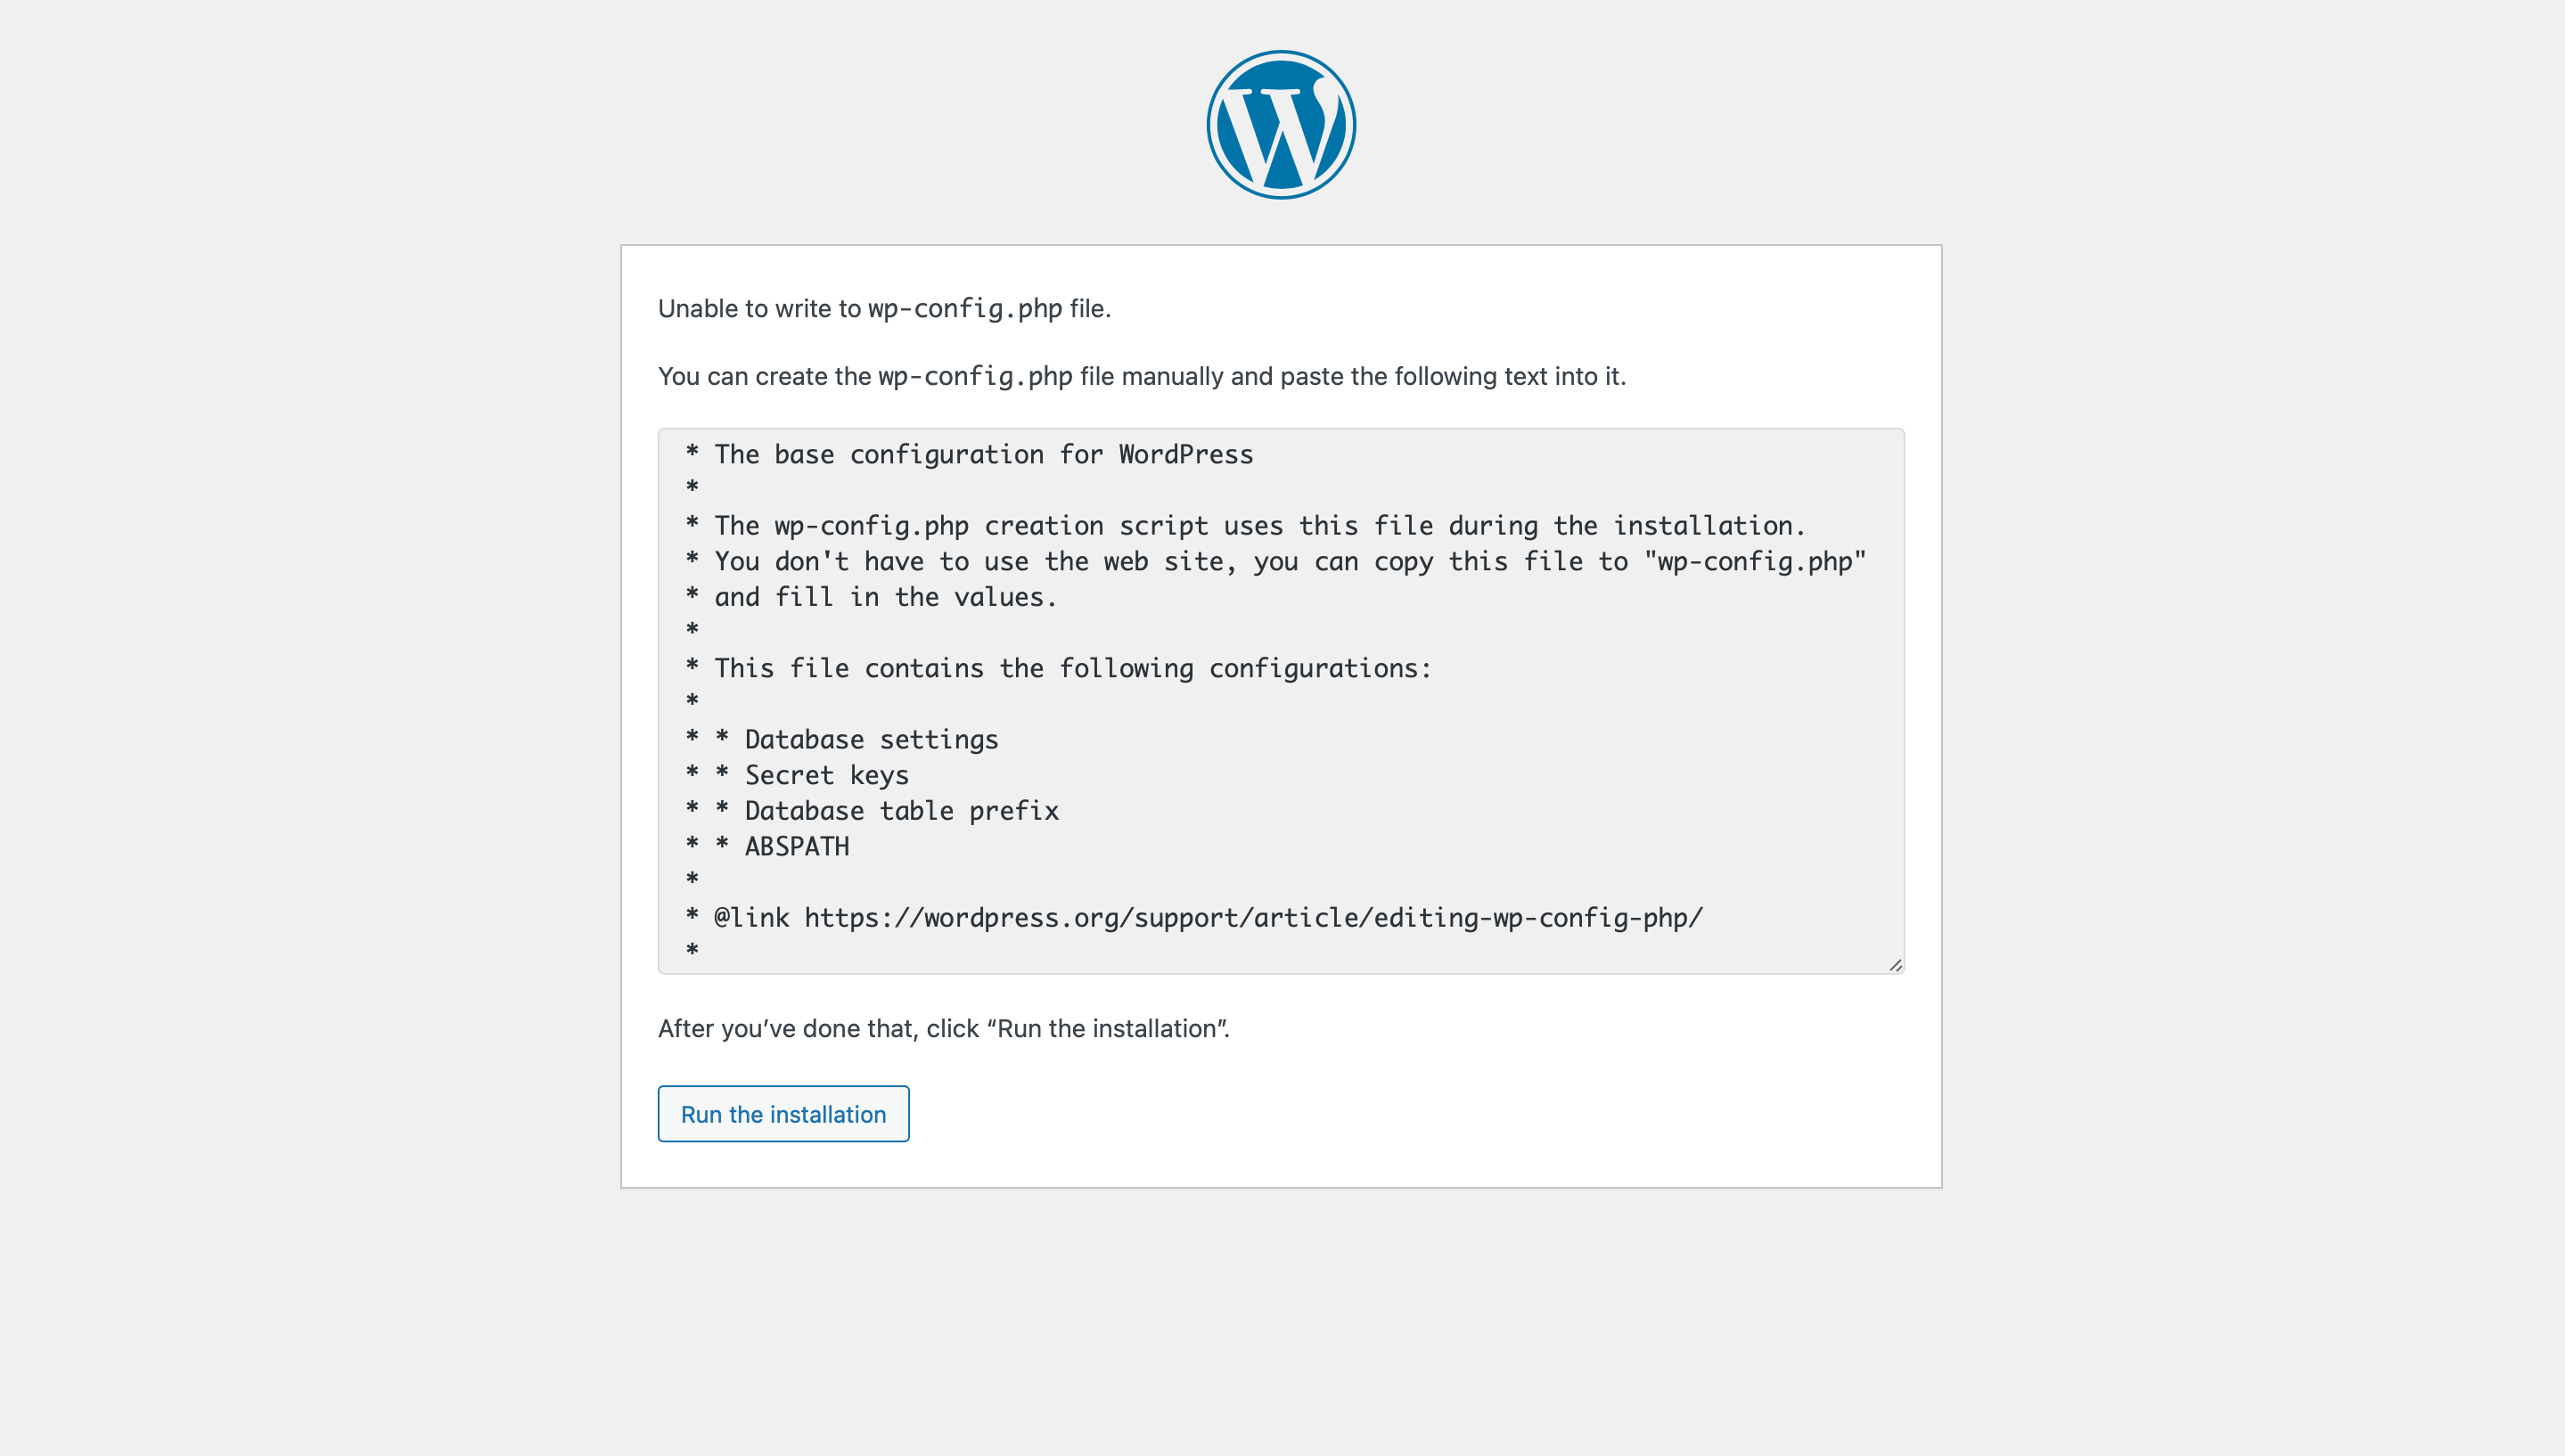 Unable to write to wp-config.php file.
You can create the wp-config.php file manually and paste the following text into it.
* The base configuration for WordPress
*
* The wp-config.php creation script uses this file during the installation.
* You don't have to use the web site, you can copy this file to "wp-config.php"
* and fill in the values.
*
* This file contains the following configurations:
*
* * Database settings
* * Secret keys
* * Database table prefix
* * ABSPATH
*
* @link https://wordpress.org/support/article/editing-wp-config-php/
*
After you’ve done that, click “Run the installation”.
Run the installation